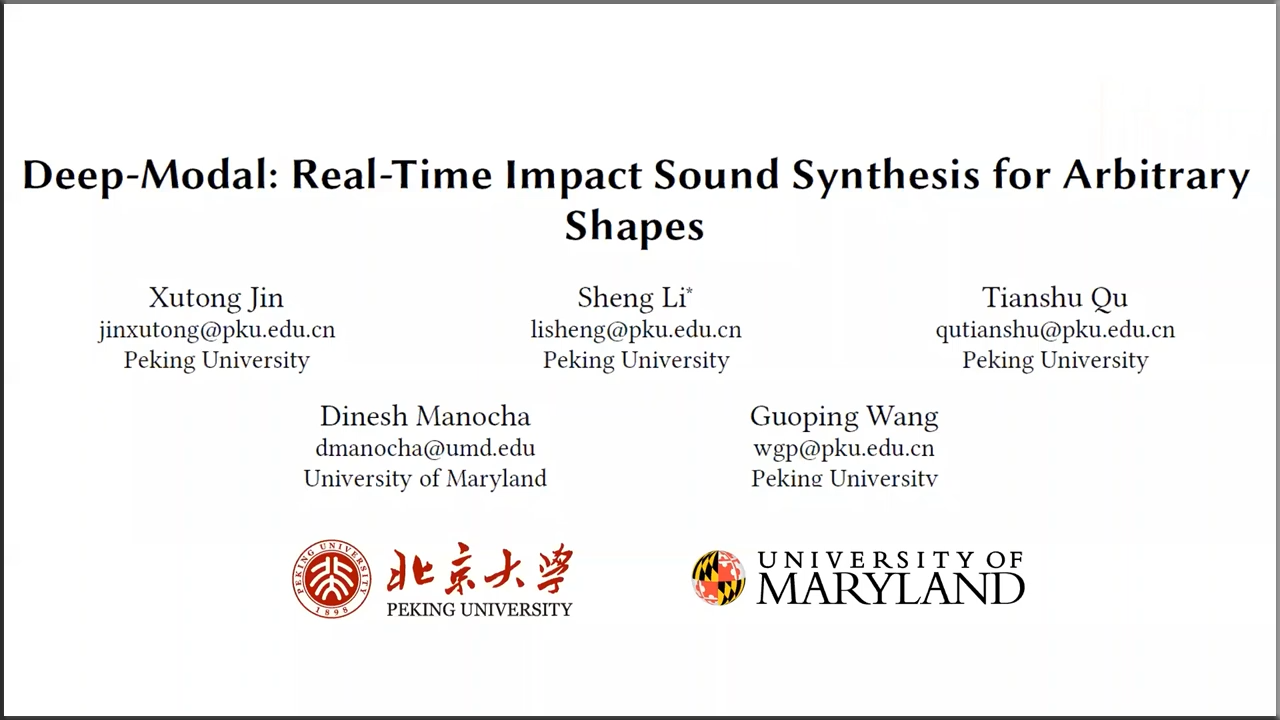 Deep-Modal: Real-Time Impact Sound Synthesis for Arbitrary
Shapes
Xutong Jin
jinxutong@pku.edu.cn
Peking University
Sheng Li*
lisheng@pku.edu.cn
Peking University
Tianshu Qu
qutianshu@pku.edu.cn
Peking University
Dinesh Manocha
dmanocha@umd.edu
University of Maryland
Guoping Wang
wgp@pku.edu.cn
Peking University
PEKING UNIVERSITY
1898
北京大学
PEKING UNIVERSITY
UNIVERSITY OF
MARYLAND